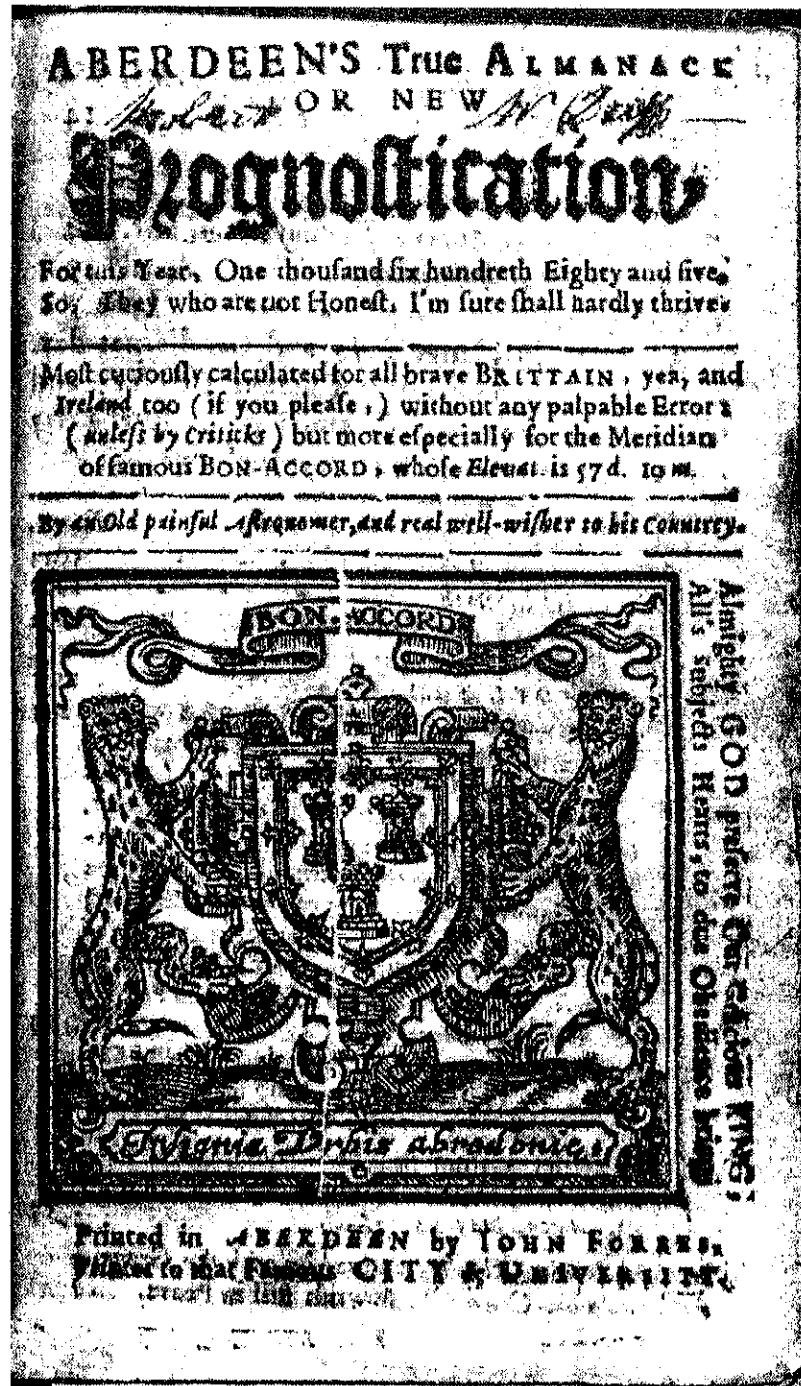 ABERDEEN'S True ALMANACK
OR NEW
Robert W
Prognoſtication,
For this Year, One thouſand ſix hundreth Eighty and five,
So, They who are not Honeſt, I'm ſure ſhall hardly thrive.
Moſt curiouſly calculated for all brave BRITTAIN, yea, and
Ireland too (if you pleaſe,) without any palpable Error:
(unleſs by Criticks) but more eſpecially for the Meridian
of famous BON-ACCORD, whoſe Elevat. is 57 d. 10 m.
By an Old painful Aſtronomer, and real well-wiſher to his Countrey.
BON-ACCORD
Almighty GOD preſerve Our Gracious KING;
All's Subjects Hearts, to due Obedience bring
Inſignia Vrbis abredonie.
Printed in ABERDEEN by IOHN FORBES,
Printer to that Famous CITY & UNIVERSITY.